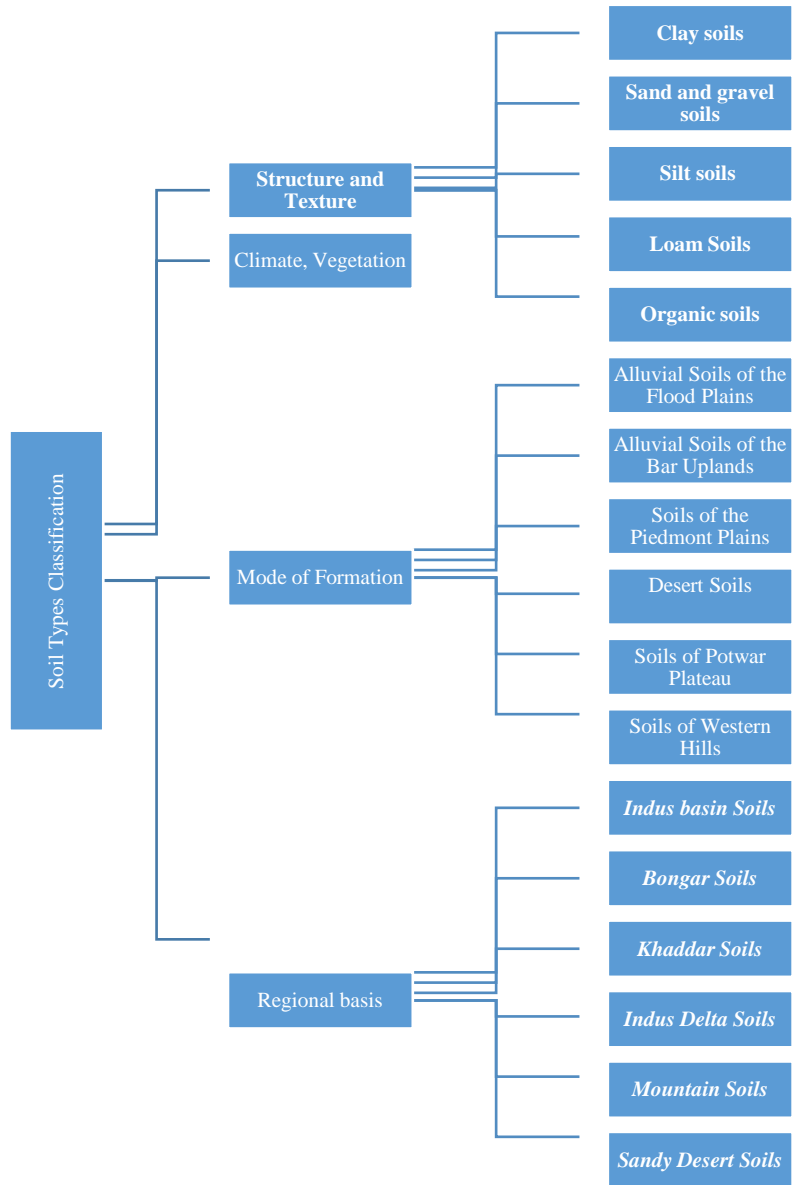 Soil Types Classification
Structure and
Texture
Clay soils
Sand and gravel
soils
Silt soils
Loam Soils
Organic soils
Climate, Vegetation
Mode of Formation
Alluvial Soils of the
Flood Plains
Alluvial Soils of the
Bar Uplands
Soils of the
Piedmont Plains
Desert Soils
Soils of Potwar
Plateau
Soils of Western
Hills
Regional basis
Indus basin Soils
Bongar Soils
Khaddar Soils
Indus Delta Soils
Mountain Soils
Sandy Desert Soils